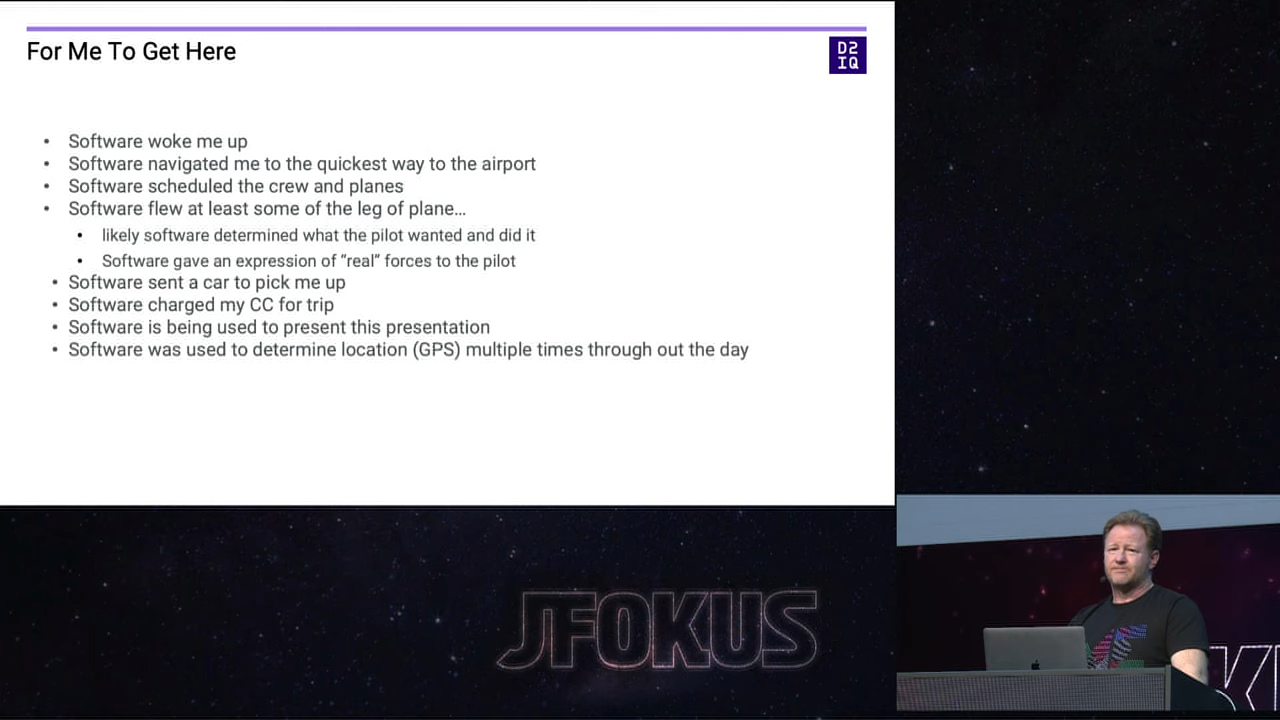 For Me To Get Here
D2
IQ
• Software woke me up
• Software navigated me to the quickest way to the airport
• Software scheduled the crew and planes
• Software flew at least some of the leg of plane…
• likely software determined what the pilot wanted and did it
• Software gave an expression of “real” forces to the pilot
• Software sent a car to pick me up
• Software charged my CC for trip
• Software is being used to present this presentation
• Software was used to determine location (GPS) multiple times through out the day
JFOKUS